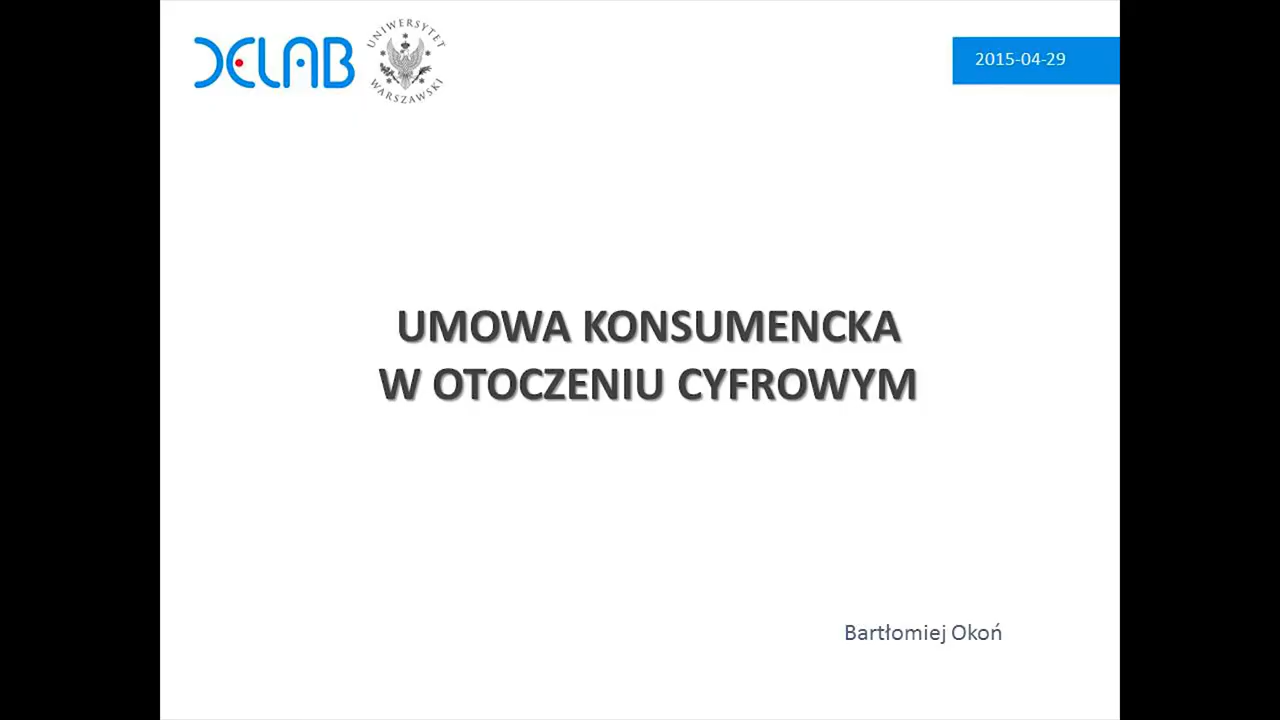 DELAB
UNIWERSYTET
WARSZAWSKI
2015-04-29
UMOWA KONSUMENCKA
W OTOCZENIU CYFROWYM
Bartłomiej Okoń